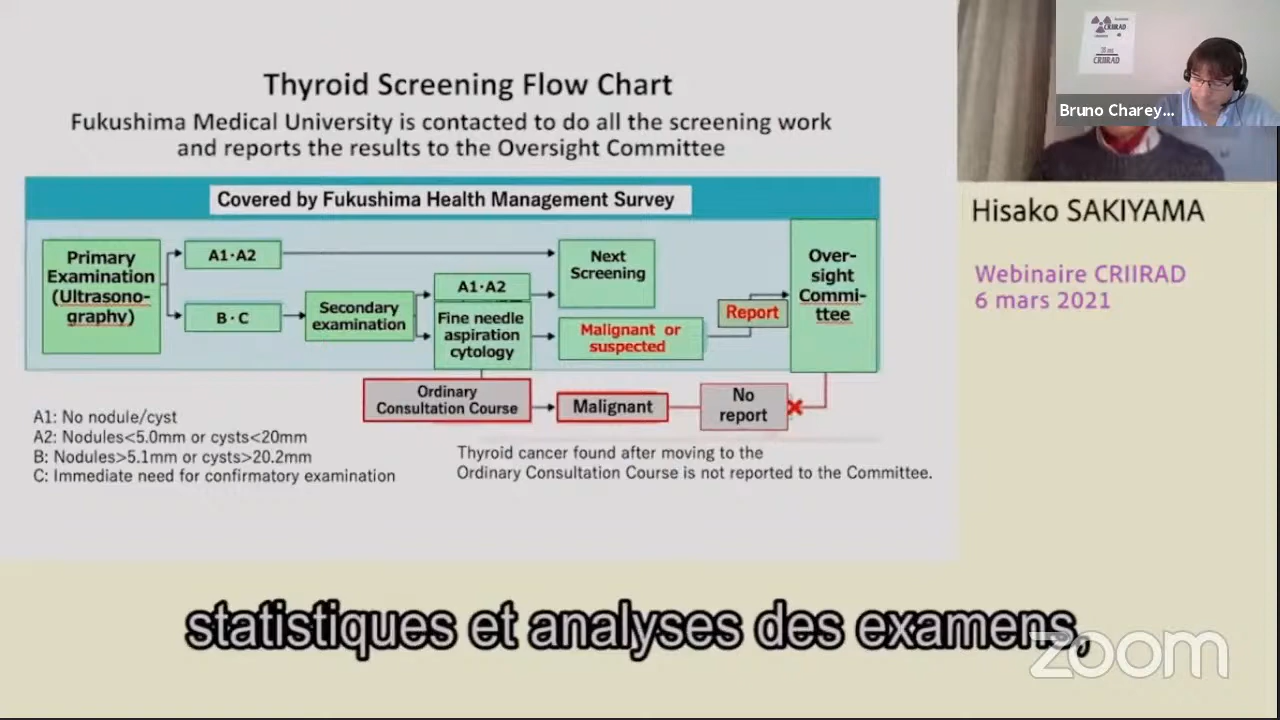 Thyroid Screening Flow Chart
Fukushima Medical University is contacted to do all the screening work
and reports the results to the Oversight Committee
Covered by Fukushima Health Management Survey
Primary
Examination
(Ultrasono-
graphy)
A1·A2
B·C
Secondary
examination
A1·A2
Fine needle
aspiration
cytology
Next
Screening
Malignant or
suspected
Report
Over-
sight
Commi-
ttee
Ordinary
Consultation Course
Malignant
No
report
A1: No nodule/cyst
A2: Nodules<5.0mm or cysts<20mm
B: Nodules>5.1mm or cysts>20.2mm
C: Immediate need for confirmatory examination
Thyroid cancer found after moving to the
Ordinary Consultation Course is not reported to the Committee.
CRIIRAD
CRIIRAD
Bruno Charey...
Hisako SAKIYAMA
Webinaire CRIIRAD
6 mars 2021
statistiques et analyses des examens,
zoom